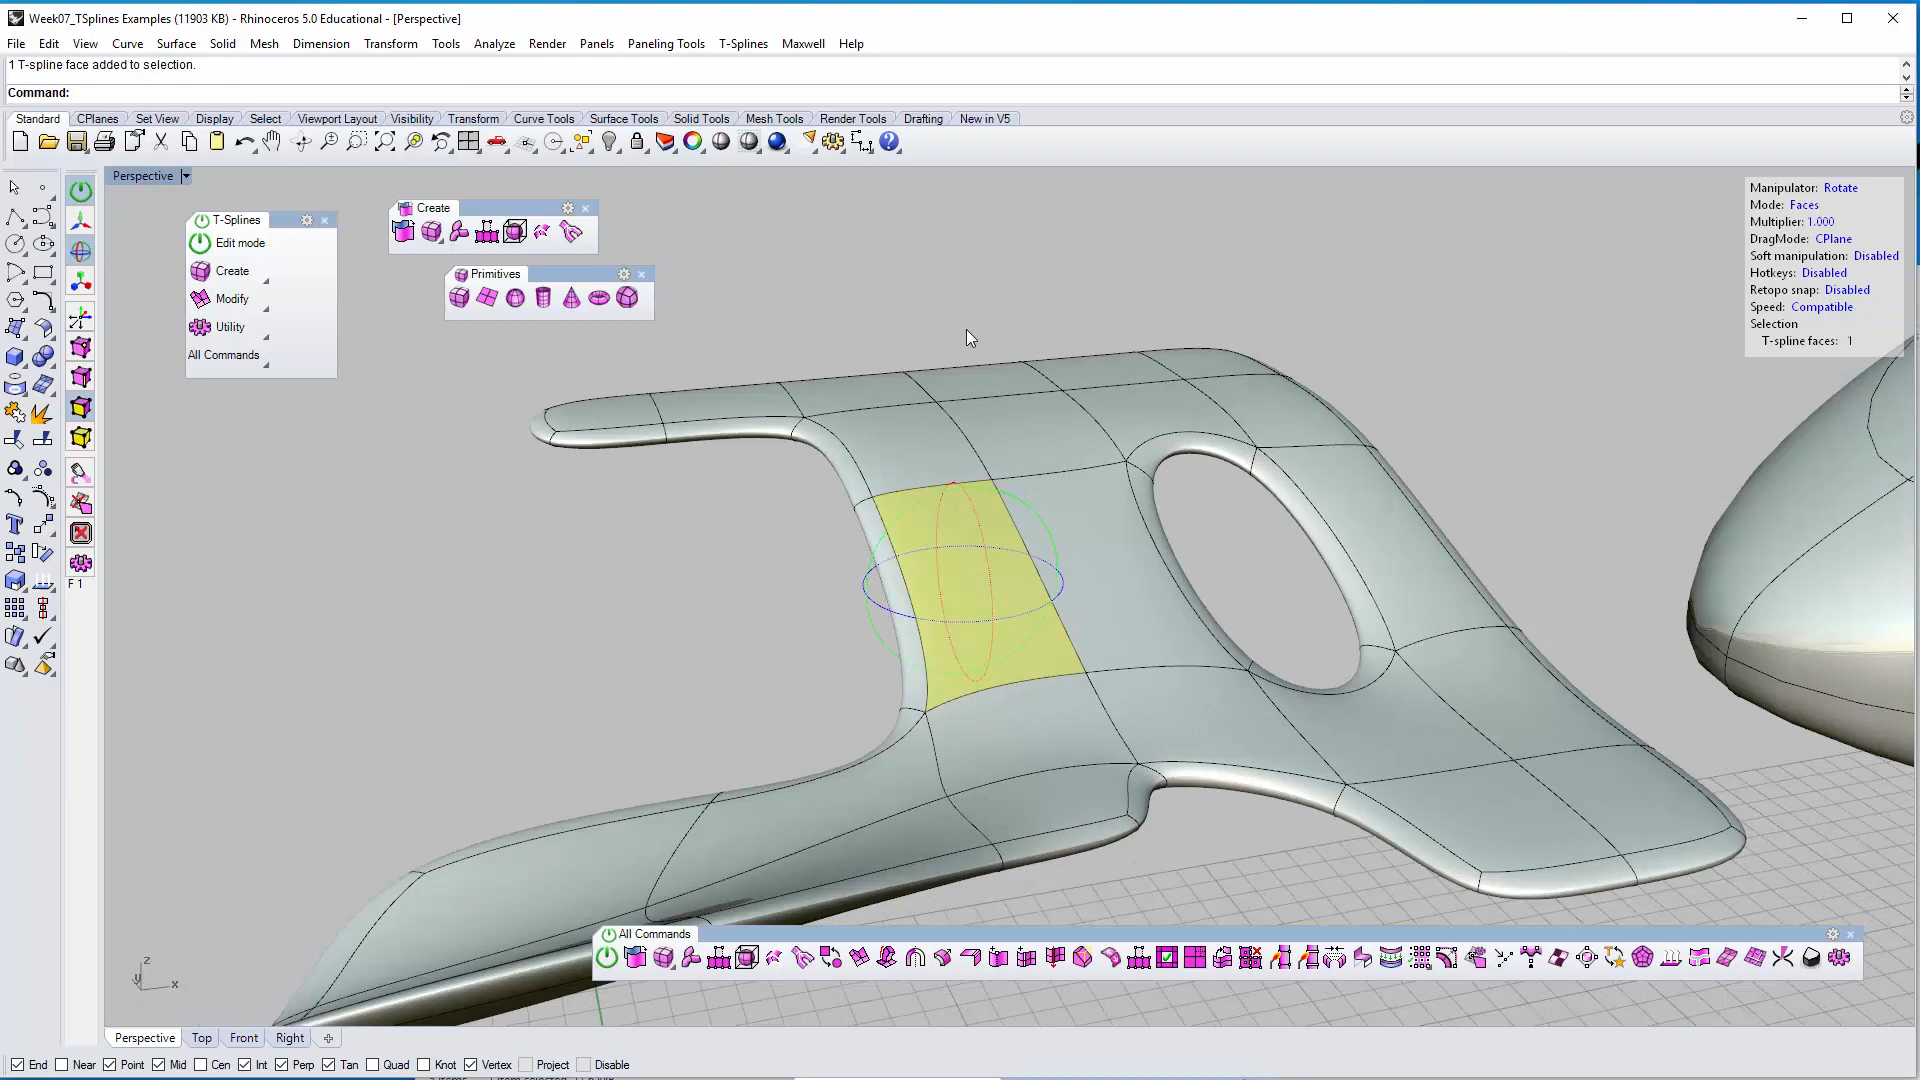 Week07_TSplines Examples (11903 KB) - Rhinoceros 5.0 Educational - [Perspective]
File Edit View Curve Surface Solid Mesh Dimension Transform Tools Analyze Render Panels Paneling Tools T-Splines Maxwell Help
1 T-spline face added to selection.
Command:
Standard CPlanes Set View Display Select Viewport Layout Visibility Transform Curve Tools Surface Tools Solid Tools Mesh Tools Render Tools Drafting New in V5
Perspective
Manipulator: Rotate
Mode: Faces
Multiplier: 1.000
DragMode: CPlane
Soft manipulation: Disabled
Hotkeys: Disabled
Retopo snap: Disabled
Speed: Compatible
Selection
T-spline faces: 1
T-Splines
Edit mode
Create
Modify
Utility
All Commands
Create
Primitives
F 1
All Commands
z
y
x
Perspective Top Front Right
End Near Point Mid Cen Int Perp Tan Quad Knot Vertex Project Disable